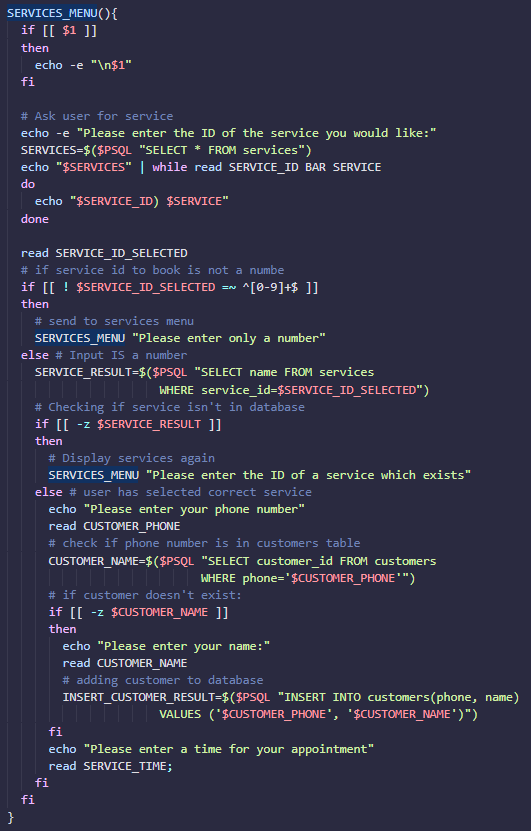 SERVICES_MENU(){
  if [[ $1 ]]
  then
    echo -e "\n$1"
  fi

  # Ask user for service
  echo -e "Please enter the ID of the service you would like:"
  SERVICES=$($PSQL "SELECT * FROM services")
  echo "$SERVICES" | while read SERVICE_ID BAR SERVICE
  do
    echo "$SERVICE_ID) $SERVICE"
  done

  read SERVICE_ID_SELECTED
  # if service id to book is not a numbe
  if [[ ! $SERVICE_ID_SELECTED =~ ^[0-9]+$ ]]
  then
    # send to services menu
    SERVICES_MENU "Please enter only a number"
  else # Input IS a number
    SERVICE_RESULT=$($PSQL "SELECT name FROM services
                      WHERE service_id=$SERVICE_ID_SELECTED")
    # Checking if service isn't in database
    if [[ -z $SERVICE_RESULT ]]
    then
      # Display services again
      SERVICES_MENU "Please enter the ID of a service which exists"
    else # user has selected correct service
      echo "Please enter your phone number"
      read CUSTOMER_PHONE
      # check if phone number is in customers table
      CUSTOMER_NAME=$($PSQL "SELECT customer_id FROM customers
                            WHERE phone='$CUSTOMER_PHONE'")
      # if customer doesn't exist:
      if [[ -z $CUSTOMER_NAME ]]
      then
        echo "Please enter your name:"
        read CUSTOMER_NAME
        # adding customer to database
        INSERT_CUSTOMER_RESULT=$($PSQL "INSERT INTO customers(phone, name)
                      VALUES ('$CUSTOMER_PHONE', '$CUSTOMER_NAME')")
      fi
      echo "Please enter a time for your appointment"
      read SERVICE_TIME;
    fi
  fi
}